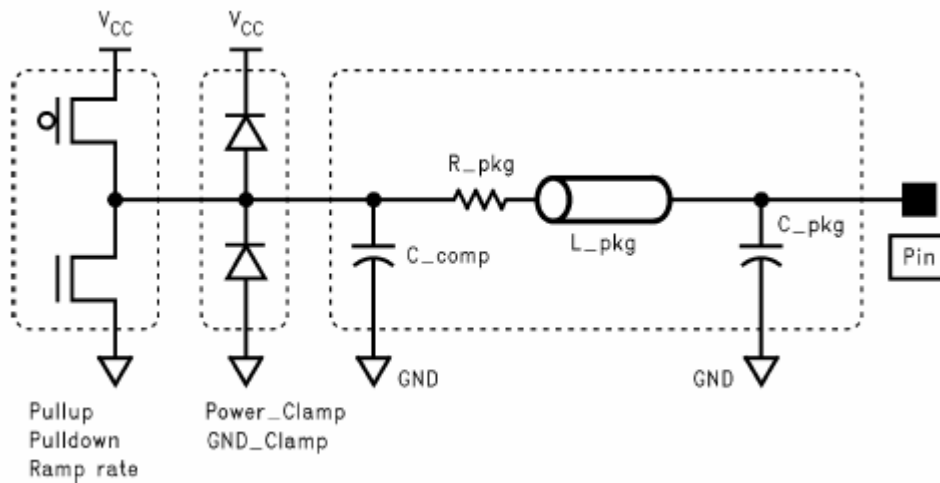 V_CC
V_CC
R_pkg
L_pkg
C_comp
C_pkg
Pin
GND
GND
Pullup
Pulldown
Ramp rate
Power_Clamp
GND_Clamp